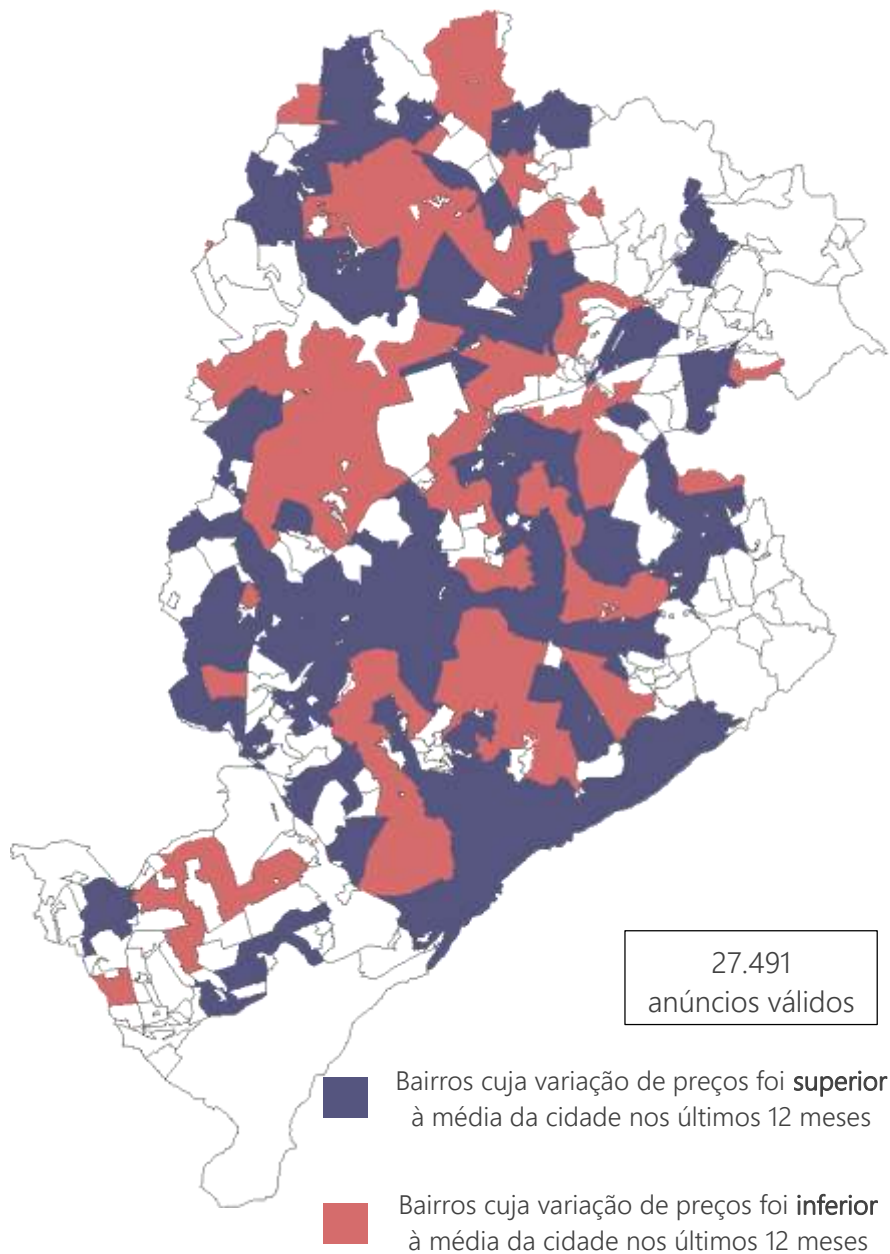 27.491
anúncios válidos
Bairros cuja variação de preços foi superior
à média da cidade nos últimos 12 meses
Bairros cuja variação de preços foi inferior
à média da cidade nos últimos 12 meses